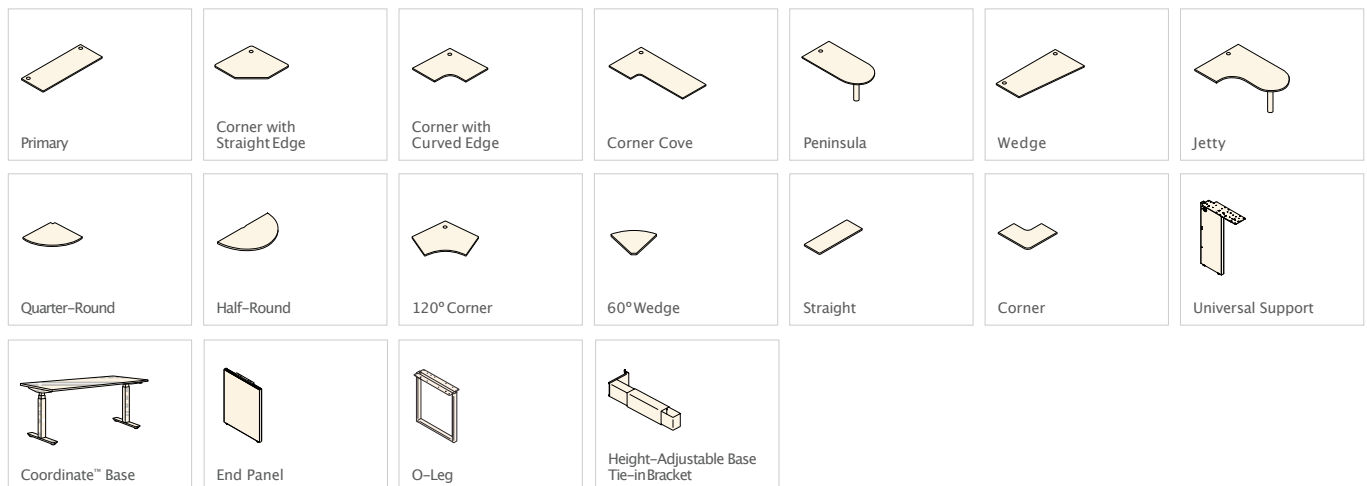 Primary
Corner with
Straight Edge
Corner with
Curved Edge
Corner Cove
Peninsula
Wedge
Jetty
Quarter-Round
Half-Round
120° Corner
60° Wedge
Straight
Corner
Universal Support
Coordinate™ Base
End Panel
O-Leg
Height-Adjustable Base
Tie-in Bracket